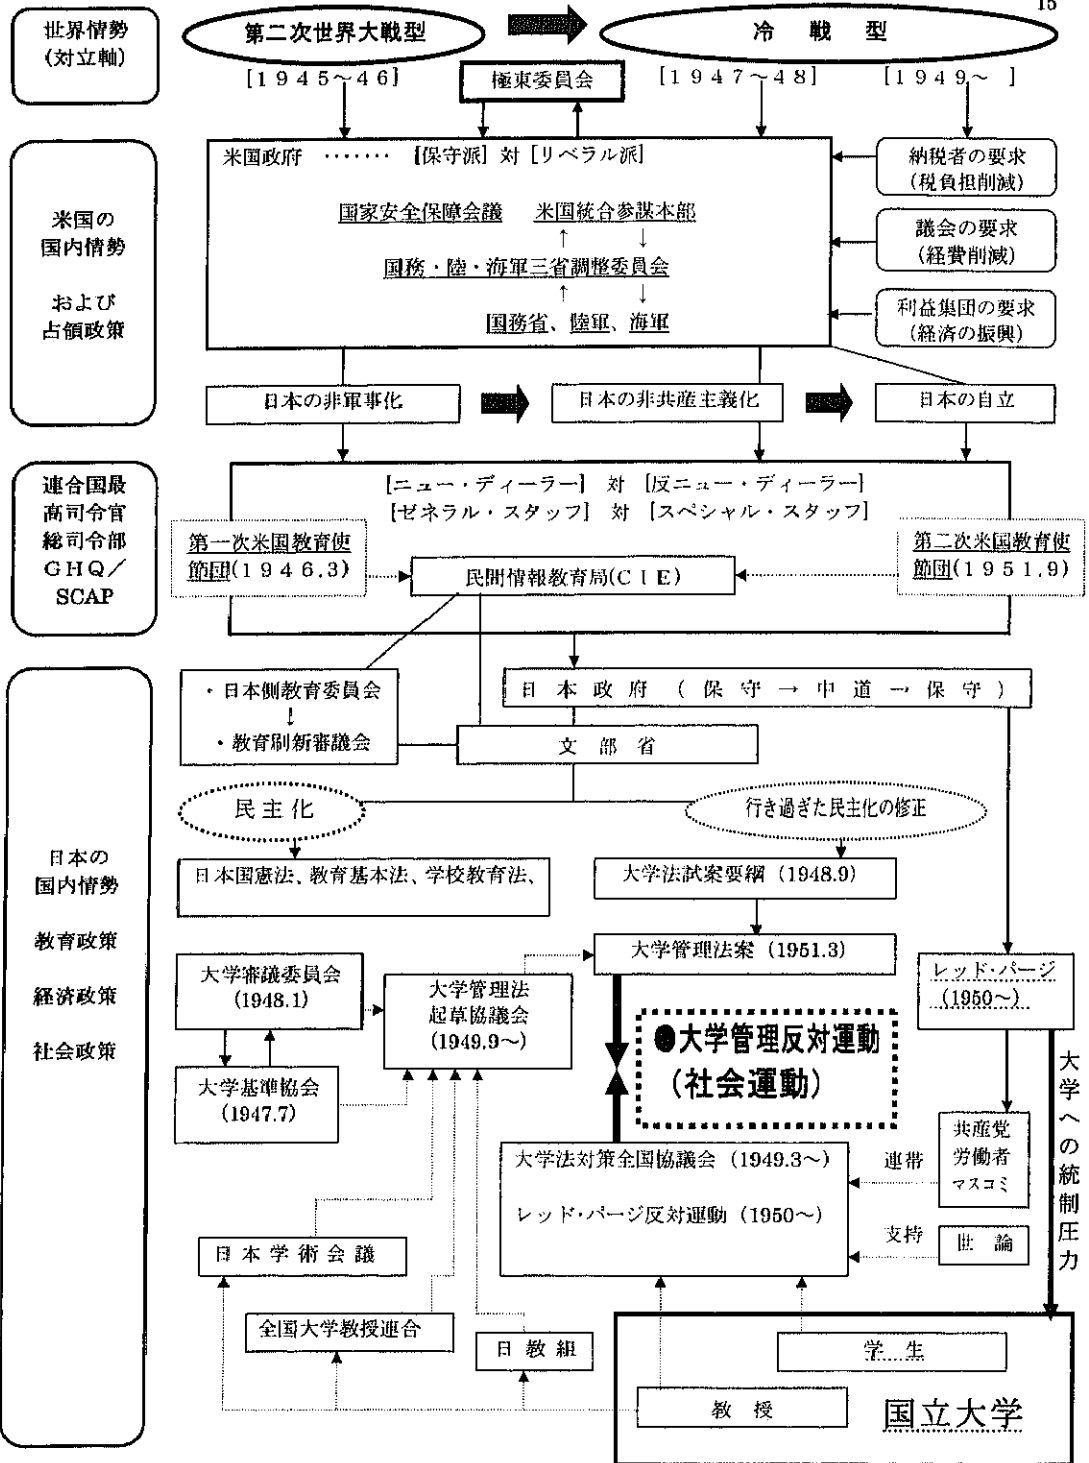 15
世界情勢
(対立軸)
第二次世界大戦型
冷 戦 型
[1945～46]
極東委員会
[1947～48]
[1949～ ]
米国の
国内情勢
および
占領政策
米国政府 ‥‥‥‥ [保守派] 対 [リベラル派]
国家安全保障会議 米国統合参謀本部
↑ ↓
国務・陸・海軍三省調整委員会
↑ ↓
国務省、陸軍、海軍
納税者の要求
(税負担削減)
議会の要求
(経費削減)
利益集団の要求
(経済の振興)
日本の非軍事化
日本の非共産主義化
日本の自立
連合国最
高司令官
総司令部
GHQ／
SCAP
[ニュー・ディーラー] 対 [反ニュー・ディーラー]
[ゼネラル・スタッフ] 対 [スペシャル・スタッフ]
第一次米国教育使
節団(1946.3)
民間情報教育局(CIE)
第二次米国教育使
節団(1951.9)
日本の
国内情勢
教育政策
経済政策
社会政策
・日本側教育委員会
↓
・教育刷新審議会
日本政府（保守→中道→保守）
文部省
民主化
行き過ぎた民主化の修正
日本国憲法、教育基本法、学校教育法、
大学法試案要綱 (1948.9)
大学管理法案 (1951.3)
大学審議委員会
(1948.1)
大学管理法
起草協議会
(1949.9～)
レッド・パージ
(1950～)
●大学管理反対運動
(社会運動)
大学基準協会
(1947.7)
大学への統制圧力
大学法対策全国協議会 (1949.3～)
レッド・パージ反対運動 (1950～)
連帯
共産党
労働者
マスコミ
支持
世 論
日本学術会議
全国大学教授連合
日教組
学 生
教 授
国立大学